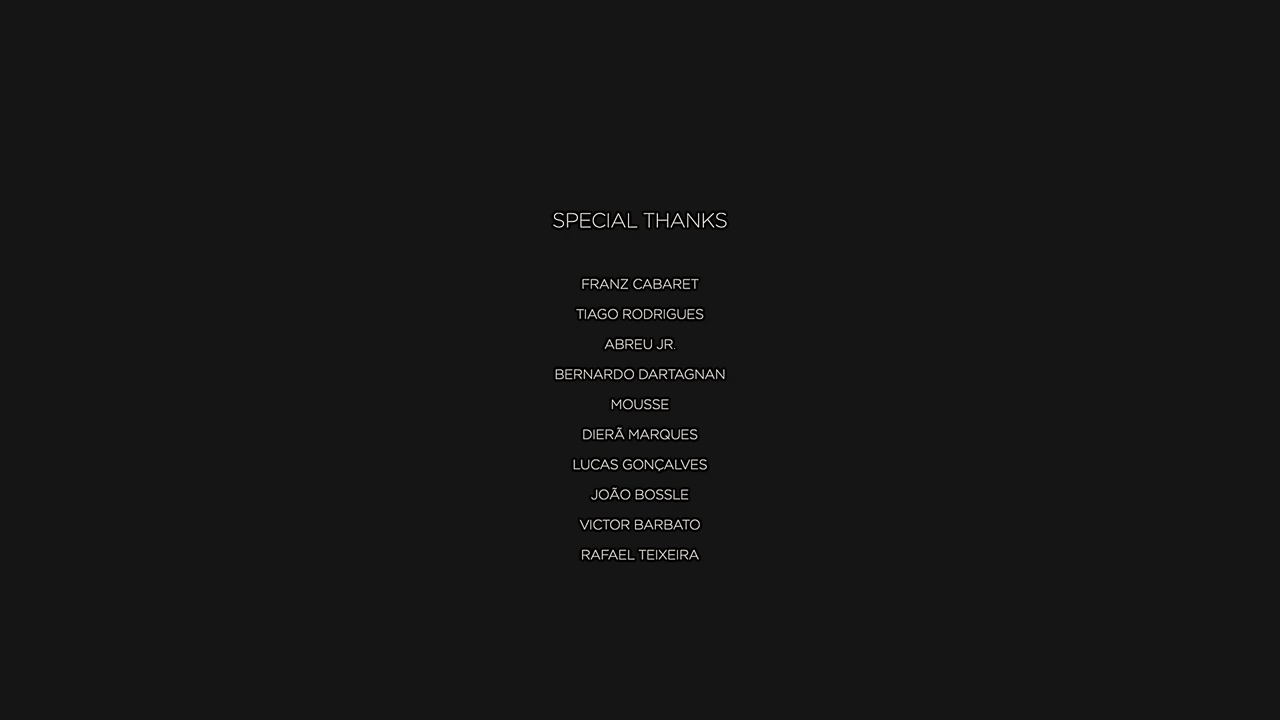 SPECIAL THANKS
FRANZ CABARET
TIAGO RODRIGUES
ABREU JR.
BERNARDO DARTAGNAN
MOUSSE
DIERÃ MARQUES
LUCAS GONÇALVES
JOÃO BOSSLE
VICTOR BARBATO
RAFAEL TEIXEIRA